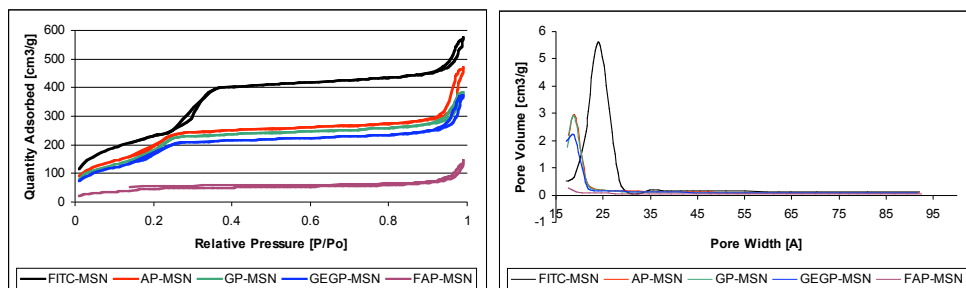 600
500
400
300
200
100
0
Quantity Adsorbed [cm3/g]
0 0.2 0.4 0.6 0.8 1
Relative Pressure [P/Po]
FITC-MSN AP-MSN GP-MSN GEGP-MSN FAP-MSN
6
5
4
3
2
1
0
-1
Pore Volume [cm3/g]
15 25 35 45 55 65 75 85 95
Pore Width [A]
FITC-MSN AP-MSN GP-MSN GEGP-MSN FAP-MSN